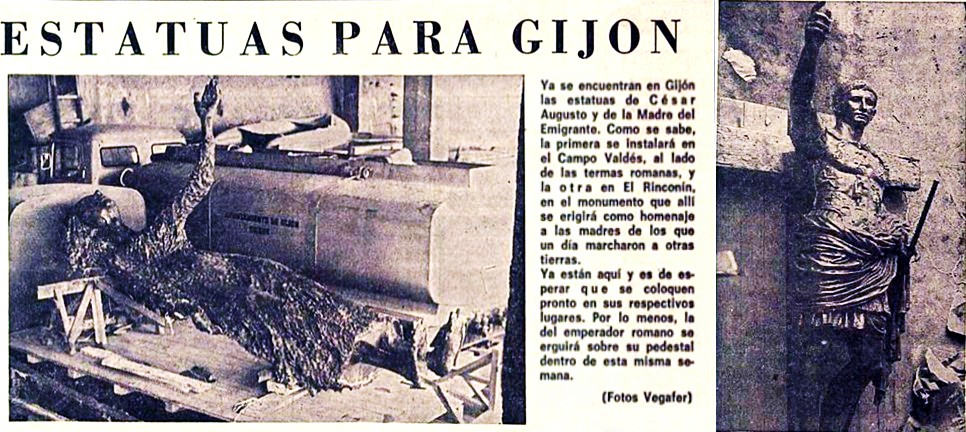 ESTATUAS PARA GIJON
Ya se encuentran en Gijón
las estatuas de César
Augusto y de la Madre del
Emigrante. Como se sabe,
la primera se instalará en
el Campo Valdés, al lado
de las termas romanas, y
la otra en El Rinconín,
en el monumento que allí
se erigirá como homenaje
a las madres de los que
un día marcharon a otras
tierras.
Ya están aquí y es de es-
perar que se coloquen
pronto en sus respectivos
lugares. Por lo menos, la
del emperador romano se
erguirá sobre su pedestal
dentro de esta misma se-
mana.
(Fotos Vegafer)
AYUNTAMIENTO DE GIJON